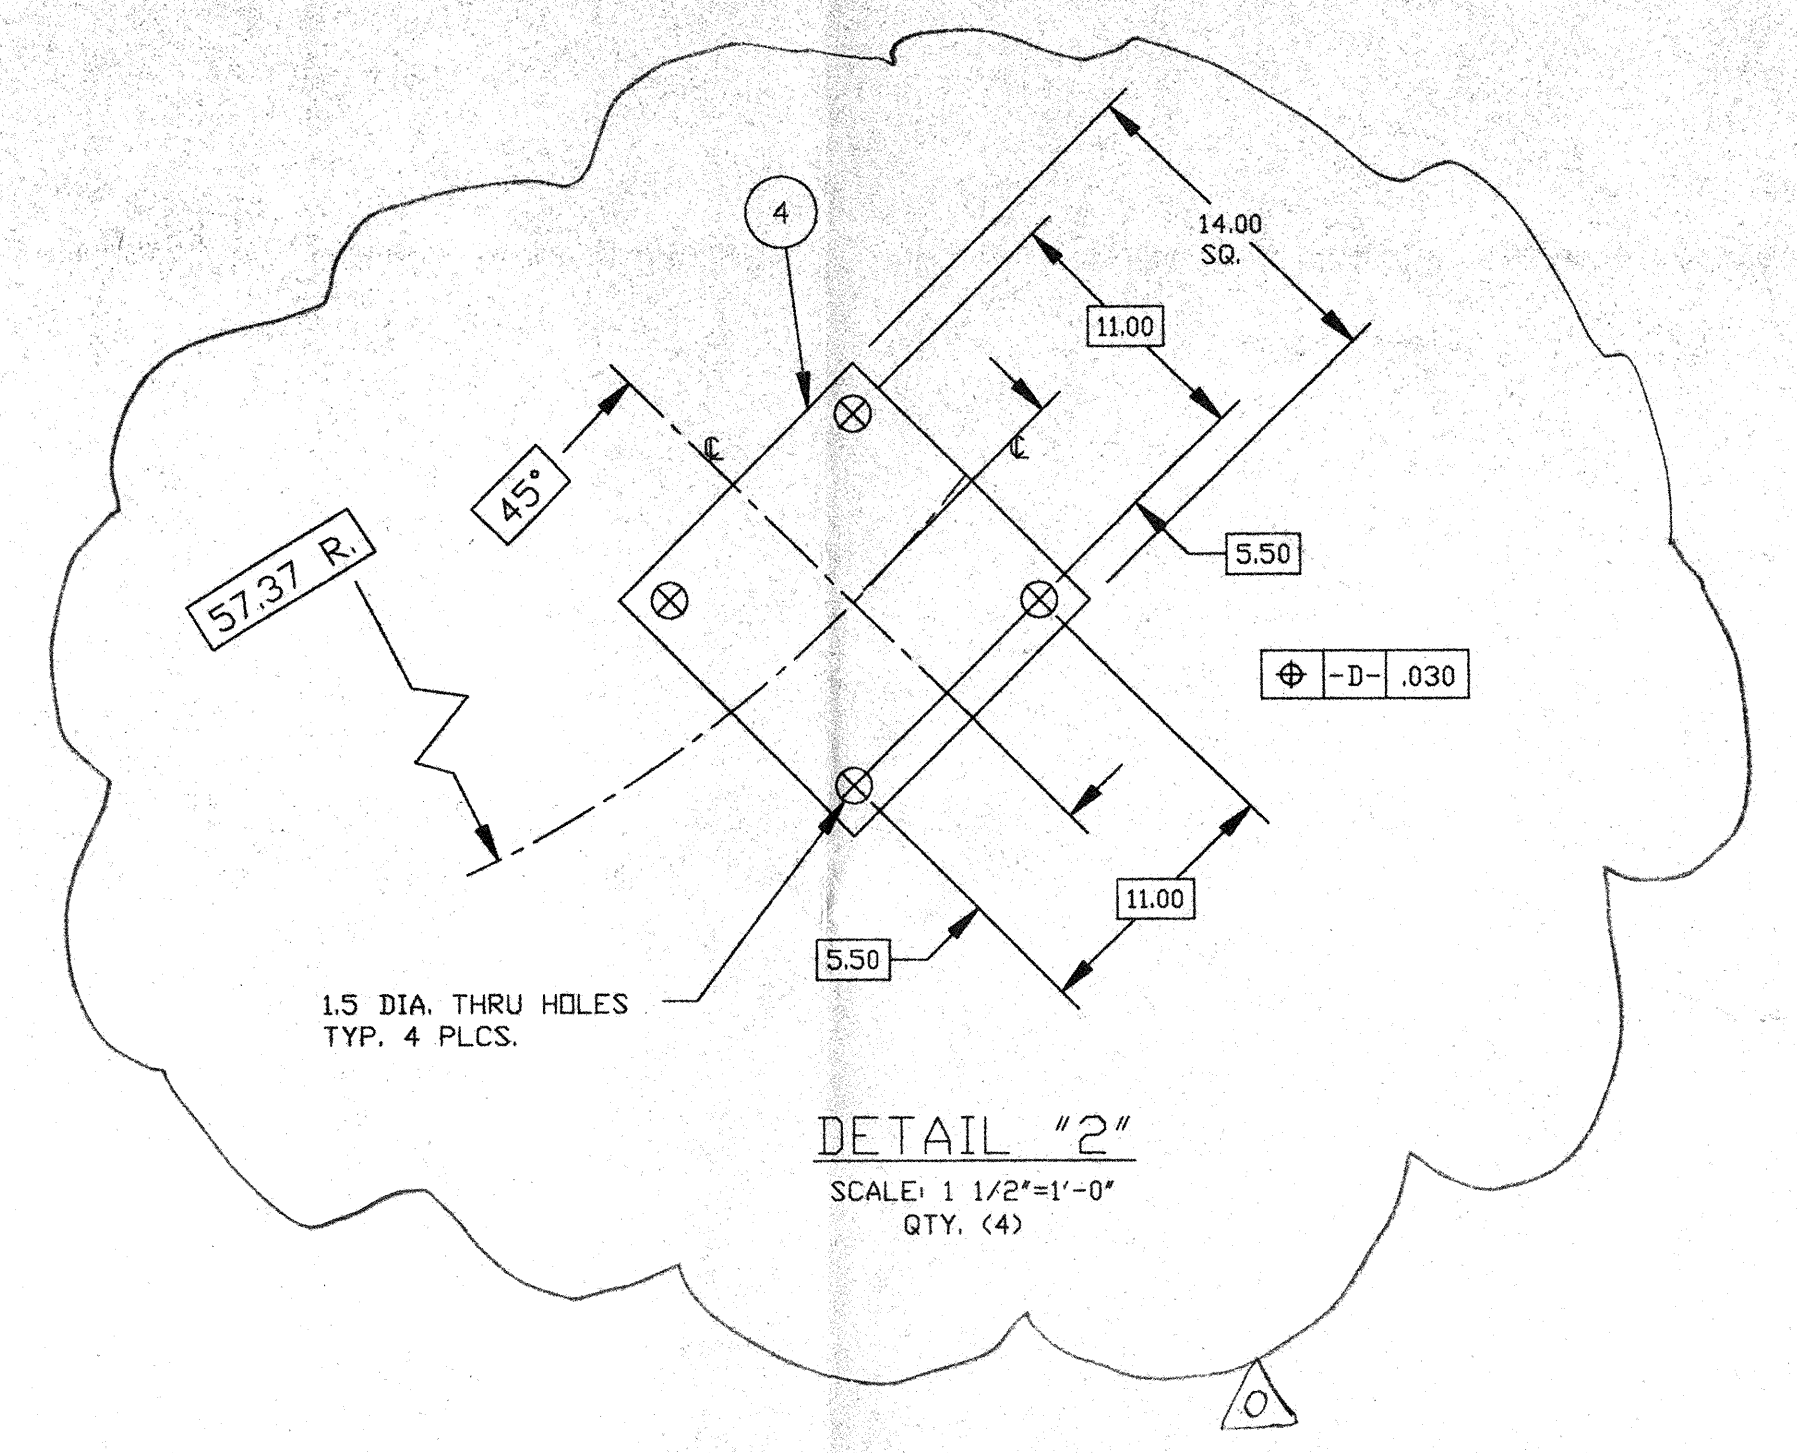 4
14.00
SQ.
11.00
℄
℄
45°
57.37 R.
5.50
⌖ -D- .030
11.00
5.50
1.5 DIA. THRU HOLES
TYP. 4 PLCS.
DETAIL "2"
SCALE: 1 1/2"=1'-0"
QTY. (4)
O